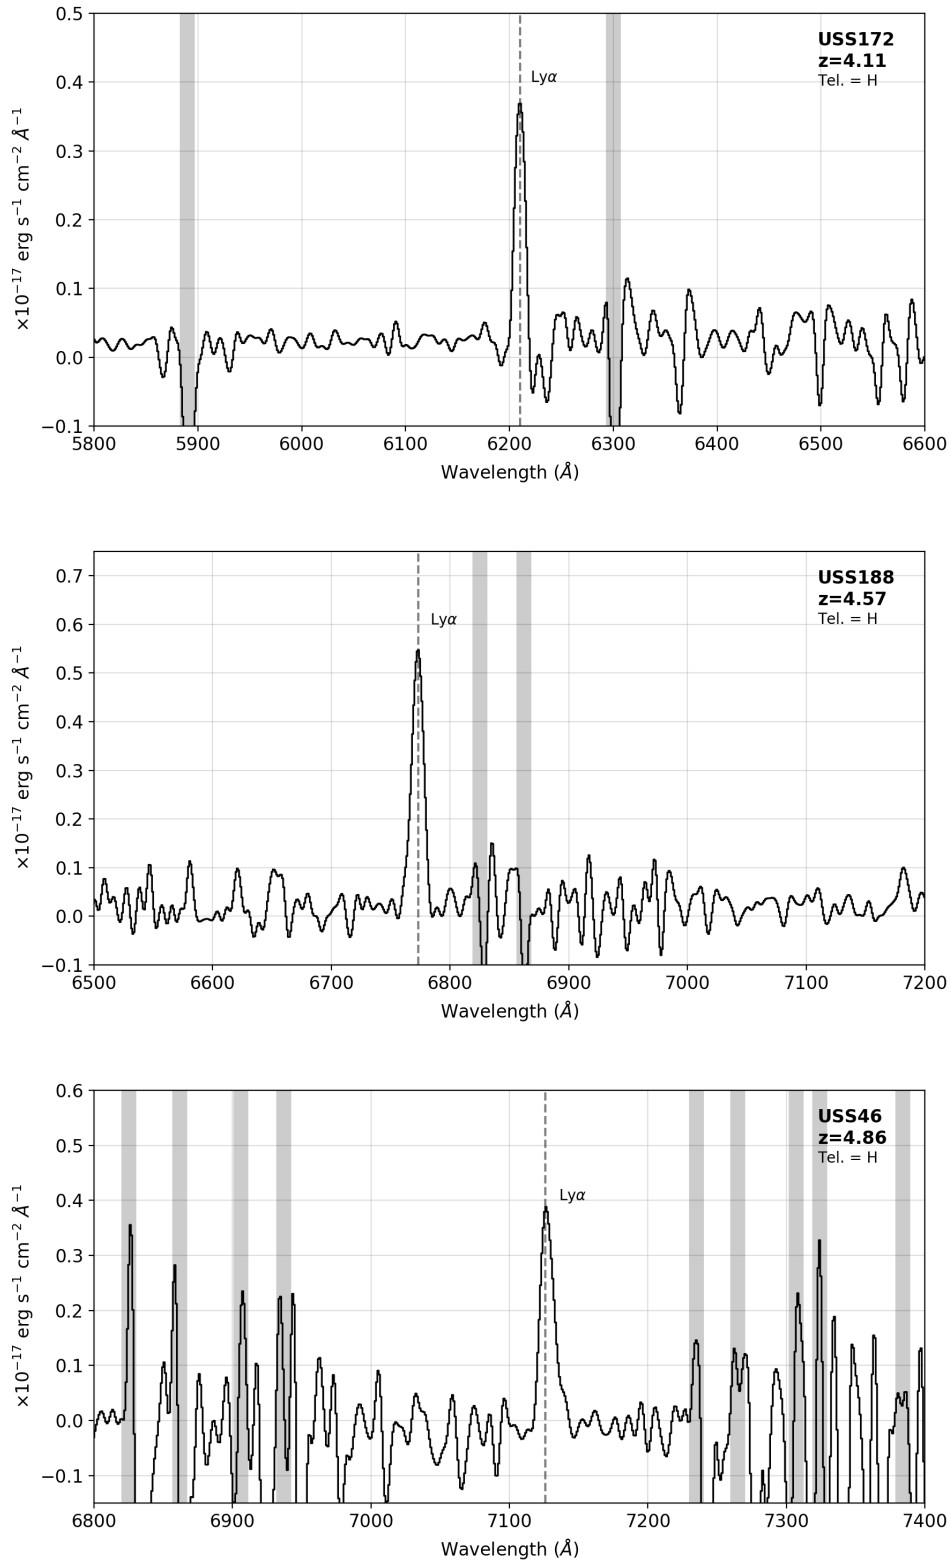 0.5
0.4
0.3
0.2
0.1
0.0
−0.1
×10⁻¹⁷ erg s⁻¹ cm⁻² Å⁻¹
USS172
z=4.11
Tel. = H
Lyα
5800 5900 6000 6100 6200 6300 6400 6500 6600
Wavelength (Å)
0.7
0.6
0.5
0.4
0.3
0.2
0.1
0.0
−0.1
×10⁻¹⁷ erg s⁻¹ cm⁻² Å⁻¹
USS188
z=4.57
Tel. = H
Lyα
6500 6600 6700 6800 6900 7000 7100 7200
Wavelength (Å)
0.6
0.5
0.4
0.3
0.2
0.1
0.0
−0.1
×10⁻¹⁷ erg s⁻¹ cm⁻² Å⁻¹
USS46
z=4.86
Tel. = H
Lyα
6800 6900 7000 7100 7200 7300 7400
Wavelength (Å)